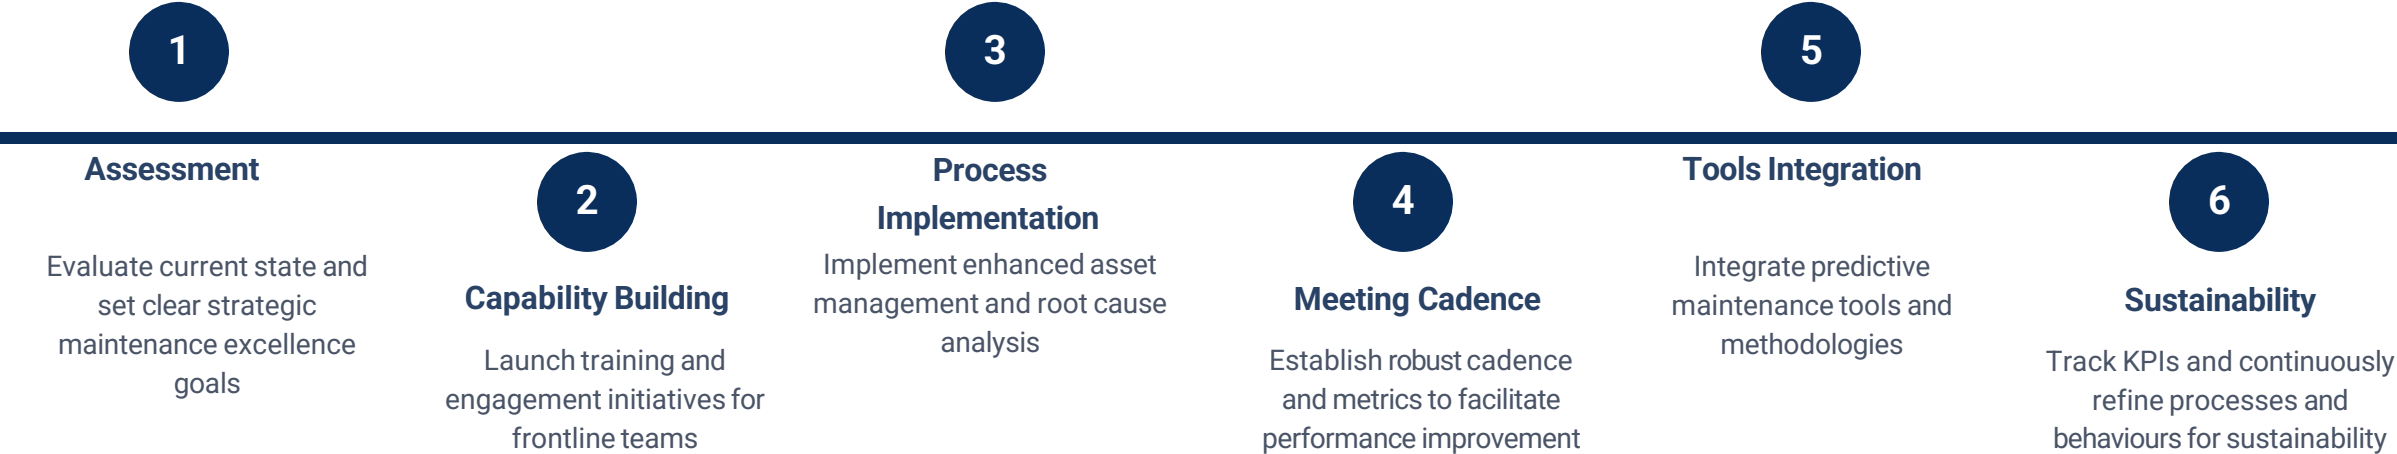 1
Assessment
Evaluate current state and
set clear strategic
maintenance excellence
goals
2
Capability Building
Launch training and
engagement initiatives for
frontline teams
3
Process
Implementation
Implement enhanced asset
management and root cause
analysis
4
Meeting Cadence
Establish robust cadence
and metrics to facilitate
performance improvement
5
Tools Integration
Integrate predictive
maintenance tools and
methodologies
6
Sustainability
Track KPIs and continuously
refine processes and
behaviours for sustainability